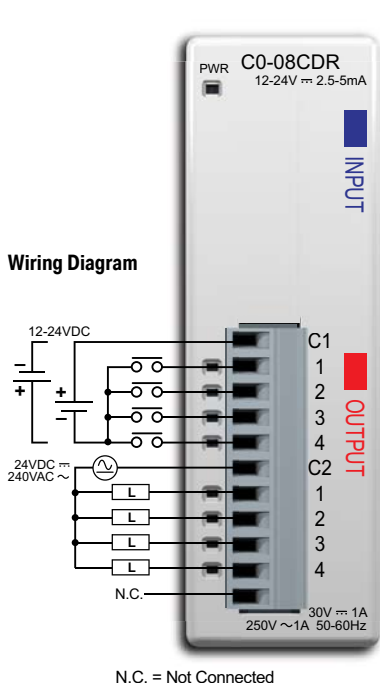 PWR
C0-08CDR
12-24V ⎓ 2.5-5mA
INPUT
Wiring Diagram
12-24VDC
−
+
+
−
C1
1
2
3
4
OUTPUT
24VDC ⎓
240VAC ∼
C2
L 1
L 2
L 3
L 4
N.C.
30V ⎓ 1A
250V ∼1A 50-60Hz
N.C. = Not Connected